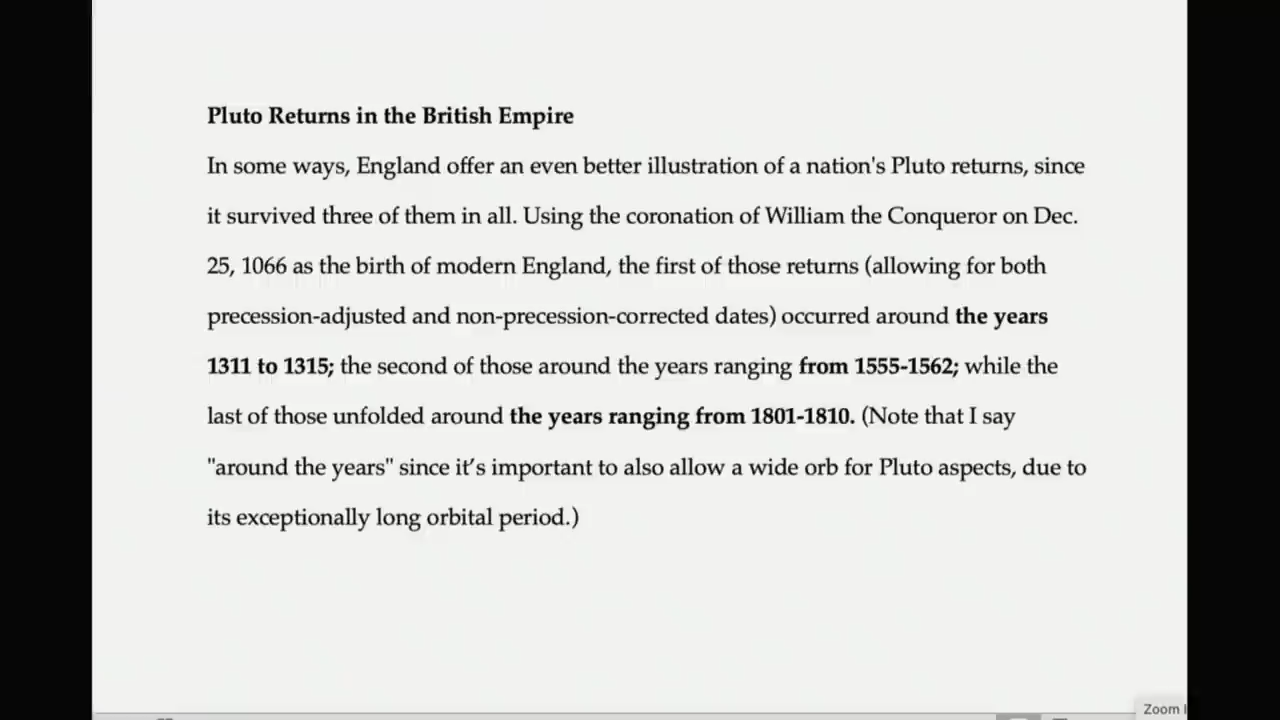 Pluto Returns in the British Empire
In some ways, England offer an even better illustration of a nation's Pluto returns, since
it survived three of them in all. Using the coronation of William the Conqueror on Dec.
25, 1066 as the birth of modern England, the first of those returns (allowing for both
precession-adjusted and non-precession-corrected dates) occurred around the years
1311 to 1315; the second of those around the years ranging from 1555-1562; while the
last of those unfolded around the years ranging from 1801-1810. (Note that I say
"around the years" since it’s important to also allow a wide orb for Pluto aspects, due to
its exceptionally long orbital period.)
Zoom